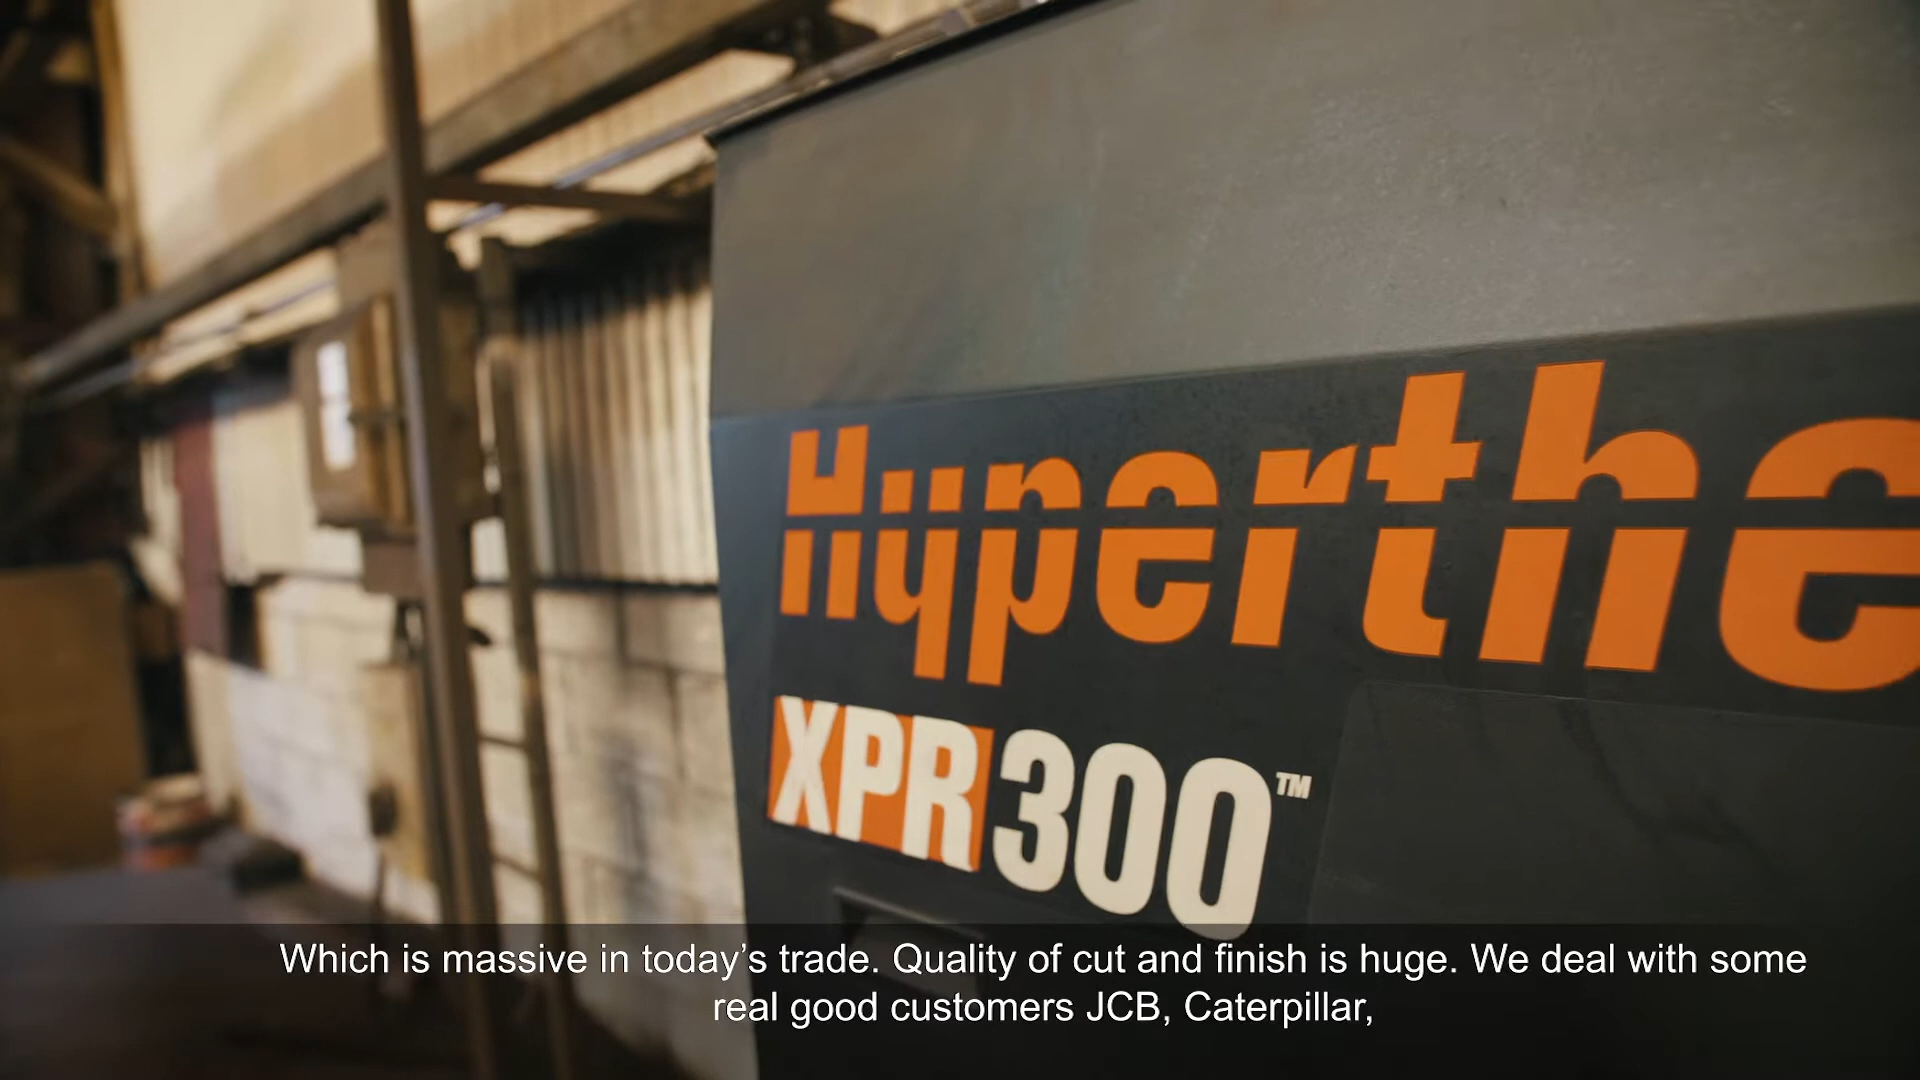 Hyperthe
XPR300™
Which is massive in today’s trade. Quality of cut and finish is huge. We deal with some
real good customers JCB, Caterpillar,